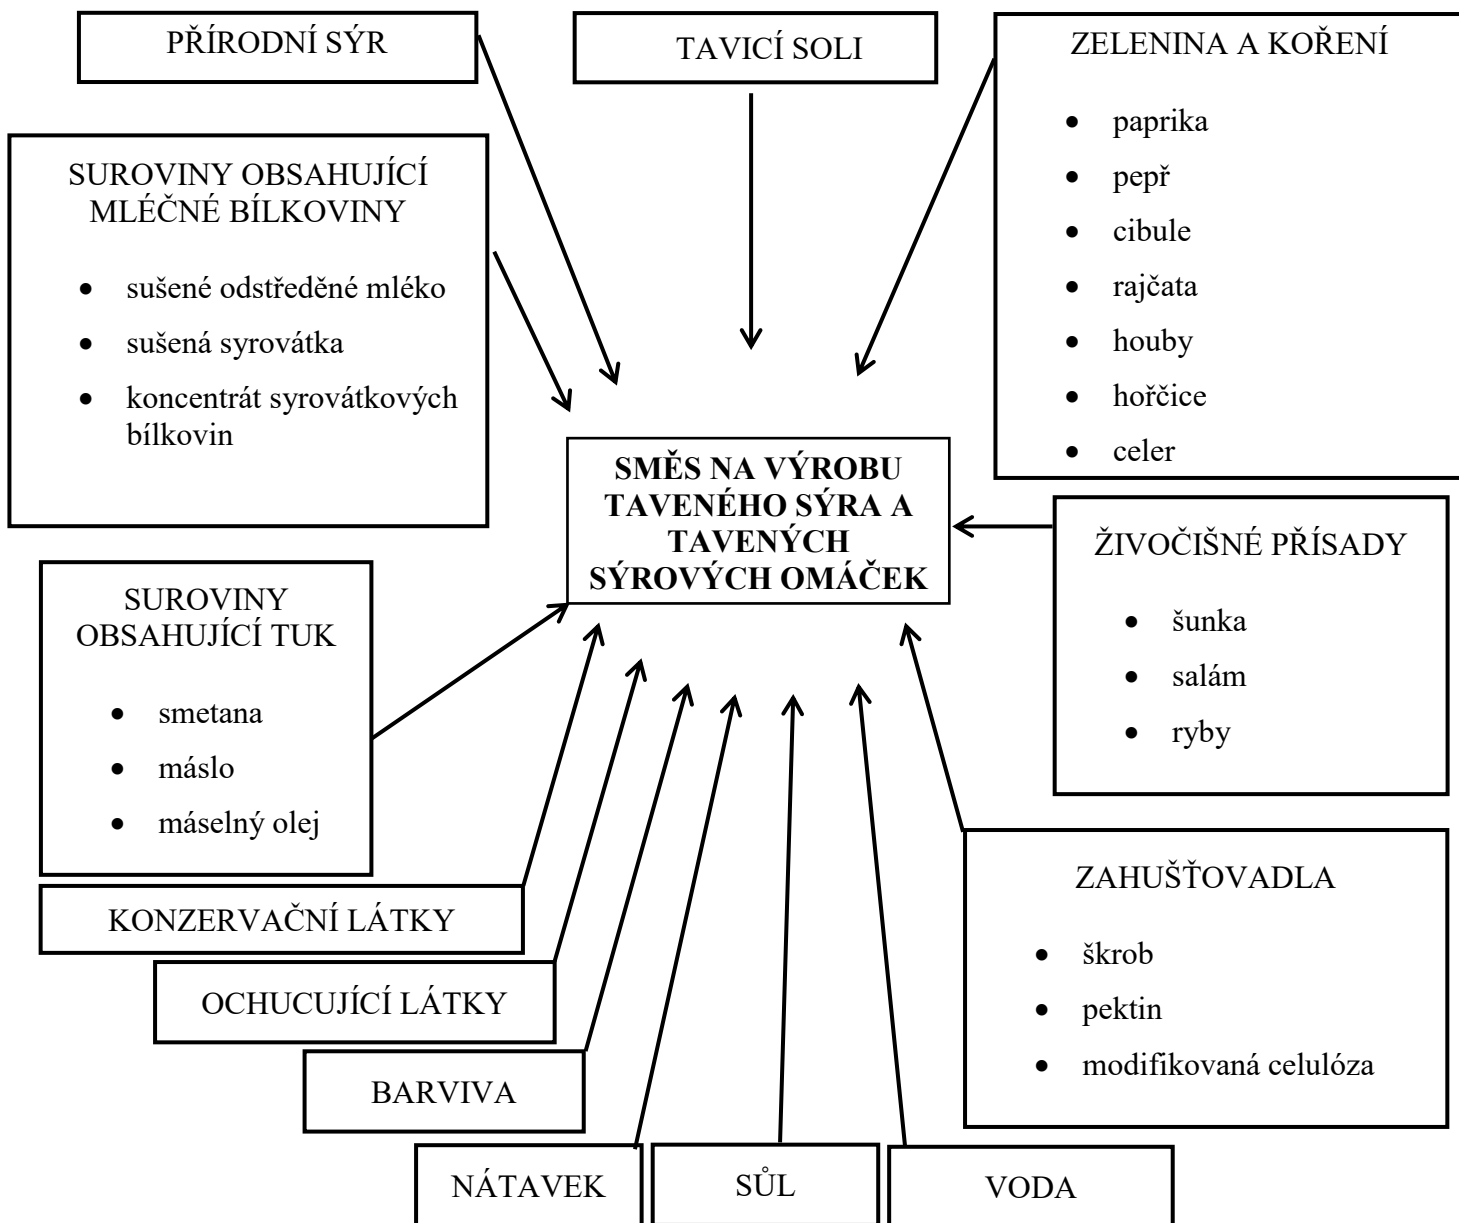 PŘÍRODNÍ SÝR
TAVICÍ SOLI
ZELENINA A KOŘENÍ
• paprika
• pepř
• cibule
• rajčata
• houby
• hořčice
• celer
SUROVINY OBSAHUJÍCÍ
MLÉČNÉ BÍLKOVINY
• sušené odstředěné mléko
• sušená syrovátka
• koncentrát syrovátkových
bílkovin
SMĚS NA VÝROBU
TAVENÉHO SÝRA A
TAVENÝCH
SÝROVÝCH OMÁČEK
ŽIVOČIŠNÉ PŘÍSADY
• šunka
• salám
• ryby
SUROVINY
OBSAHUJÍCÍ TUK
• smetana
• máslo
• máselný olej
ZAHUŠŤOVADLA
• škrob
• pektin
• modifikovaná celulóza
KONZERVAČNÍ LÁTKY
OCHUCUJÍCÍ LÁTKY
BARVIVA
NÁTAVEK
SŮL
VODA